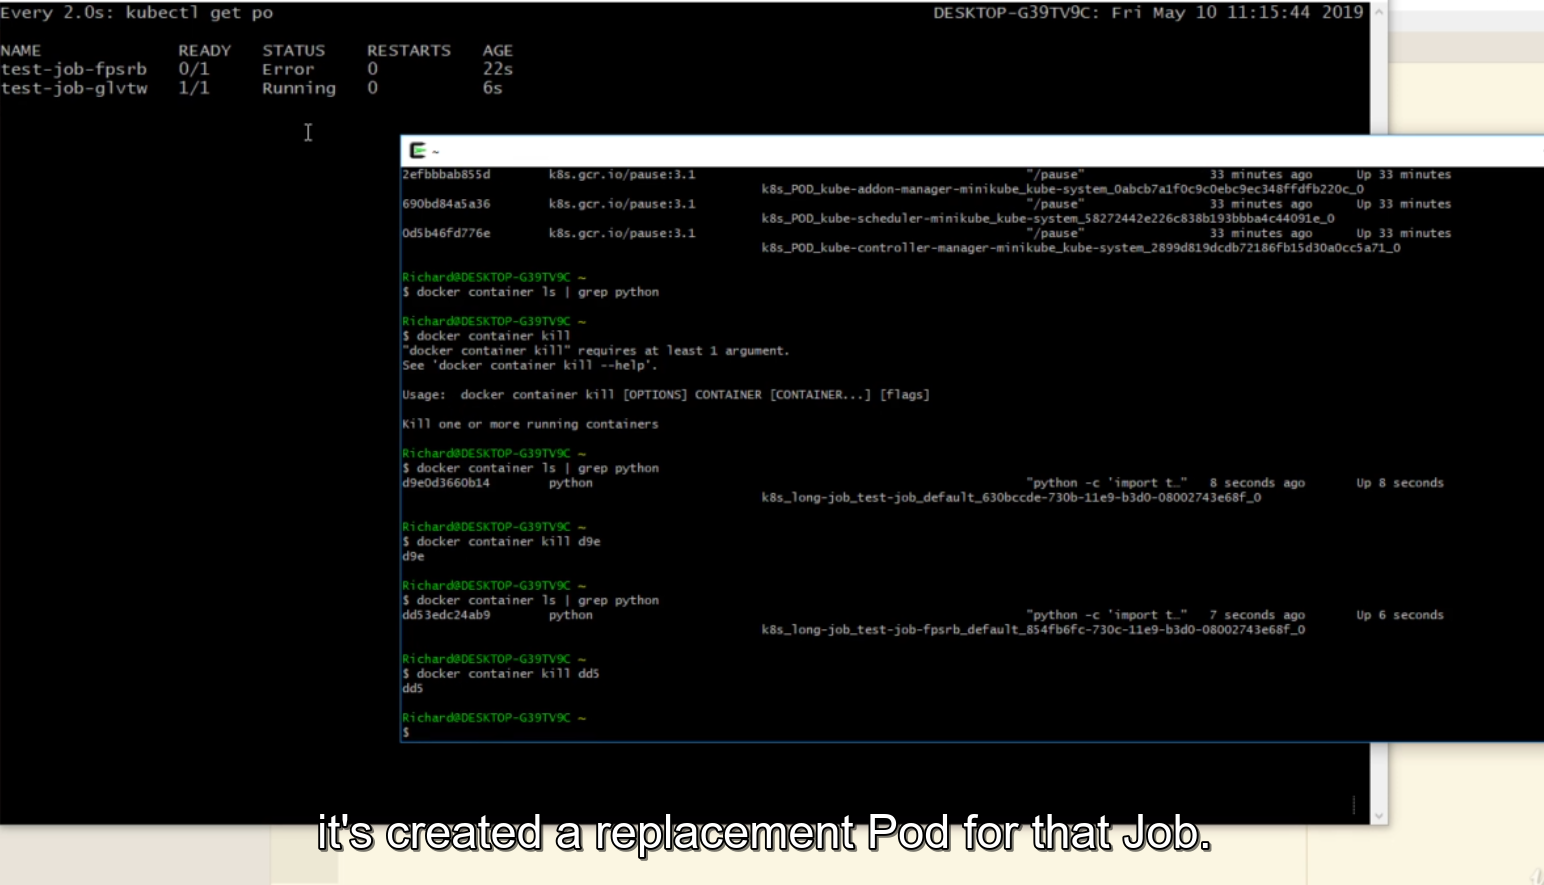 Every 2.0s: kubectl get po DESKTOP-G39TV9C: Fri May 10 11:15:44 2019
NAME READY STATUS RESTARTS AGE
test-job-fpsrb 0/1 Error 0 22s
test-job-glvtw 1/1 Running 0 6s
~
2efbbbab855d k8s.gcr.io/pause:3.1 "/pause" 33 minutes ago Up 33 minutes
k8s_POD_kube-addon-manager-minikube_kube-system_0abcb7a1f0c9c0ebc9ec348ffdfb220c_0
690bd84a5a36 k8s.gcr.io/pause:3.1 "/pause" 33 minutes ago Up 33 minutes
k8s_POD_kube-scheduler-minikube_kube-system_58272442e226c838b193bbba4c44091e_0
0d5b46fd776e k8s.gcr.io/pause:3.1 "/pause" 33 minutes ago Up 33 minutes
k8s_POD_kube-controller-manager-minikube_kube-system_2899d819dcdb72186fb15d30a0cc5a71_0
Richard@DESKTOP-G39TV9C ~
$ docker container ls | grep python
Richard@DESKTOP-G39TV9C ~
$ docker container kill
"docker container kill" requires at least 1 argument.
See 'docker container kill --help'.
Usage: docker container kill [OPTIONS] CONTAINER [CONTAINER...] [flags]
Kill one or more running containers
Richard@DESKTOP-G39TV9C ~
$ docker container ls | grep python
d9e0d3660b14 python "python -c 'import t…" 8 seconds ago Up 8 seconds
k8s_long-job_test-job_default_630bccde-730b-11e9-b3d0-08002743e68f_0
Richard@DESKTOP-G39TV9C ~
$ docker container kill d9e
d9e
Richard@DESKTOP-G39TV9C ~
$ docker container ls | grep python
dd53edc24ab9 python "python -c 'import t…" 7 seconds ago Up 6 seconds
k8s_long-job_test-job-fpsrb_default_854fb6fc-730c-11e9-b3d0-08002743e68f_0
Richard@DESKTOP-G39TV9C ~
$ docker container kill dd5
dd5
Richard@DESKTOP-G39TV9C ~
$
it's created a replacement Pod for that Job.